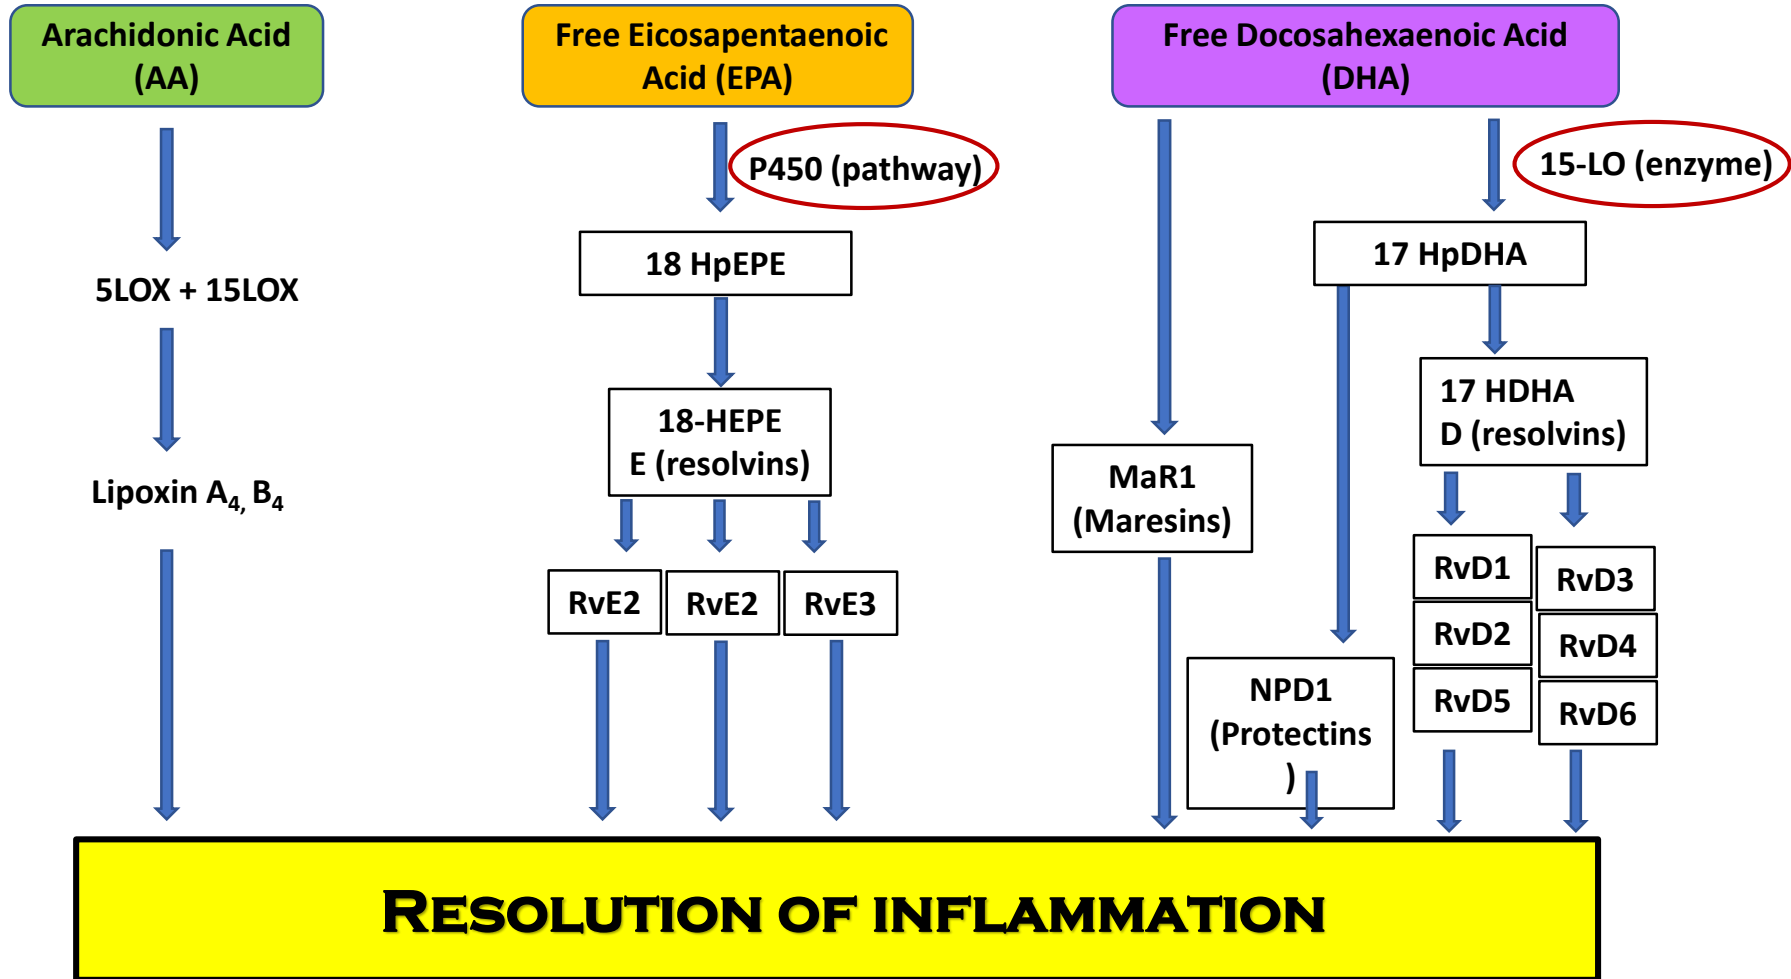 Arachidonic Acid
(AA)
Free Eicosapentaenoic
Acid (EPA)
Free Docosahexaenoic Acid
(DHA)
P450 (pathway)
15-LO (enzyme)
5LOX + 15LOX
18 HpEPE
17 HpDHA
Lipoxin A4, B4
18-HEPE
E (resolvins)
17 HDHA
D (resolvins)
MaR1
(Maresins)
RvE2
RvE2
RvE3
RvD1
RvD2
RvD5
RvD3
RvD4
RvD6
NPD1
(Protectins
)
RESOLUTION OF INFLAMMATION